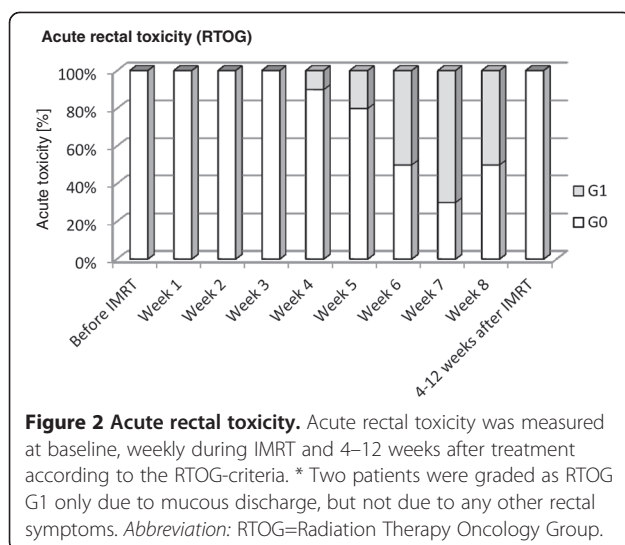 Acute rectal toxicity (RTOG)
100%
80%
60%
40%
20%
0%
Acute toxicity [%]
G1
G0
Before IMRT
Week 1
Week 2
Week 3
Week 4
Week 5
Week 6
Week 7
Week 8
4-12 weeks after IMRT
Figure 2 Acute rectal toxicity. Acute rectal toxicity was measured
at baseline, weekly during IMRT and 4–12 weeks after treatment
according to the RTOG-criteria. * Two patients were graded as RTOG
G1 only due to mucous discharge, but not due to any other rectal
symptoms. Abbreviation: RTOG=Radiation Therapy Oncology Group.